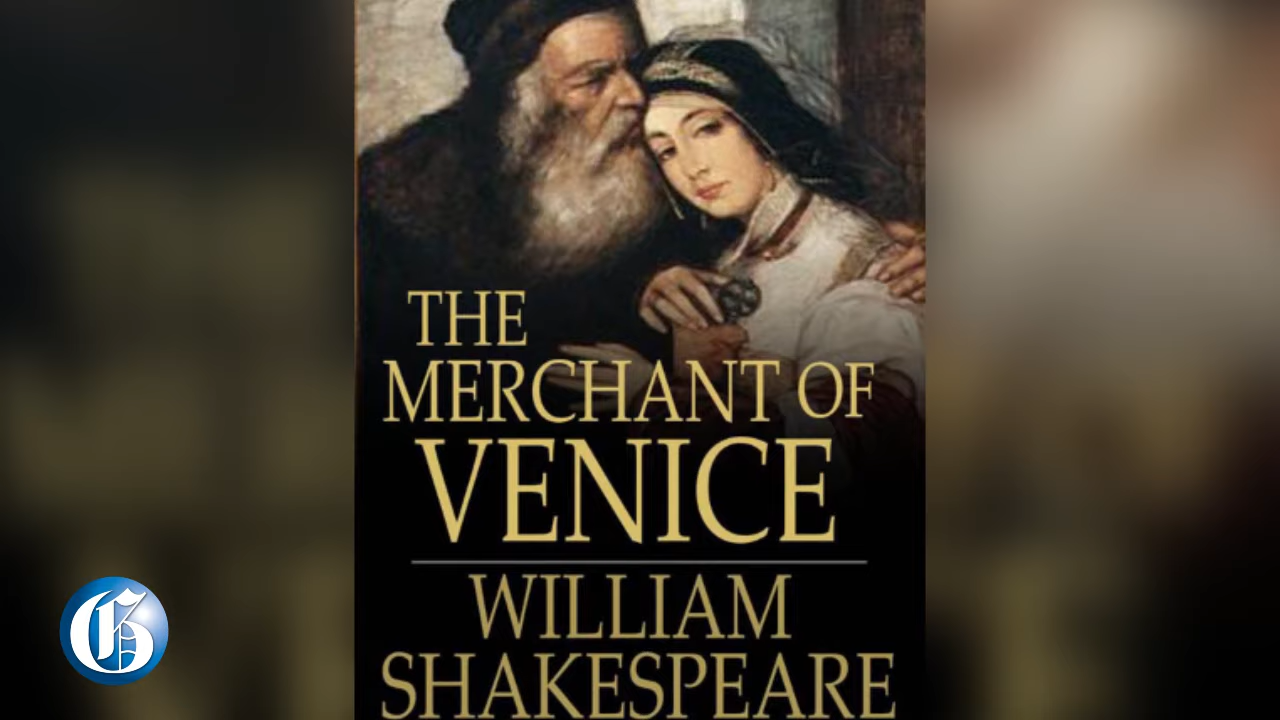 THE
MERCHANT OF
VENICE
WILLIAM
SHAKESPEARE
G